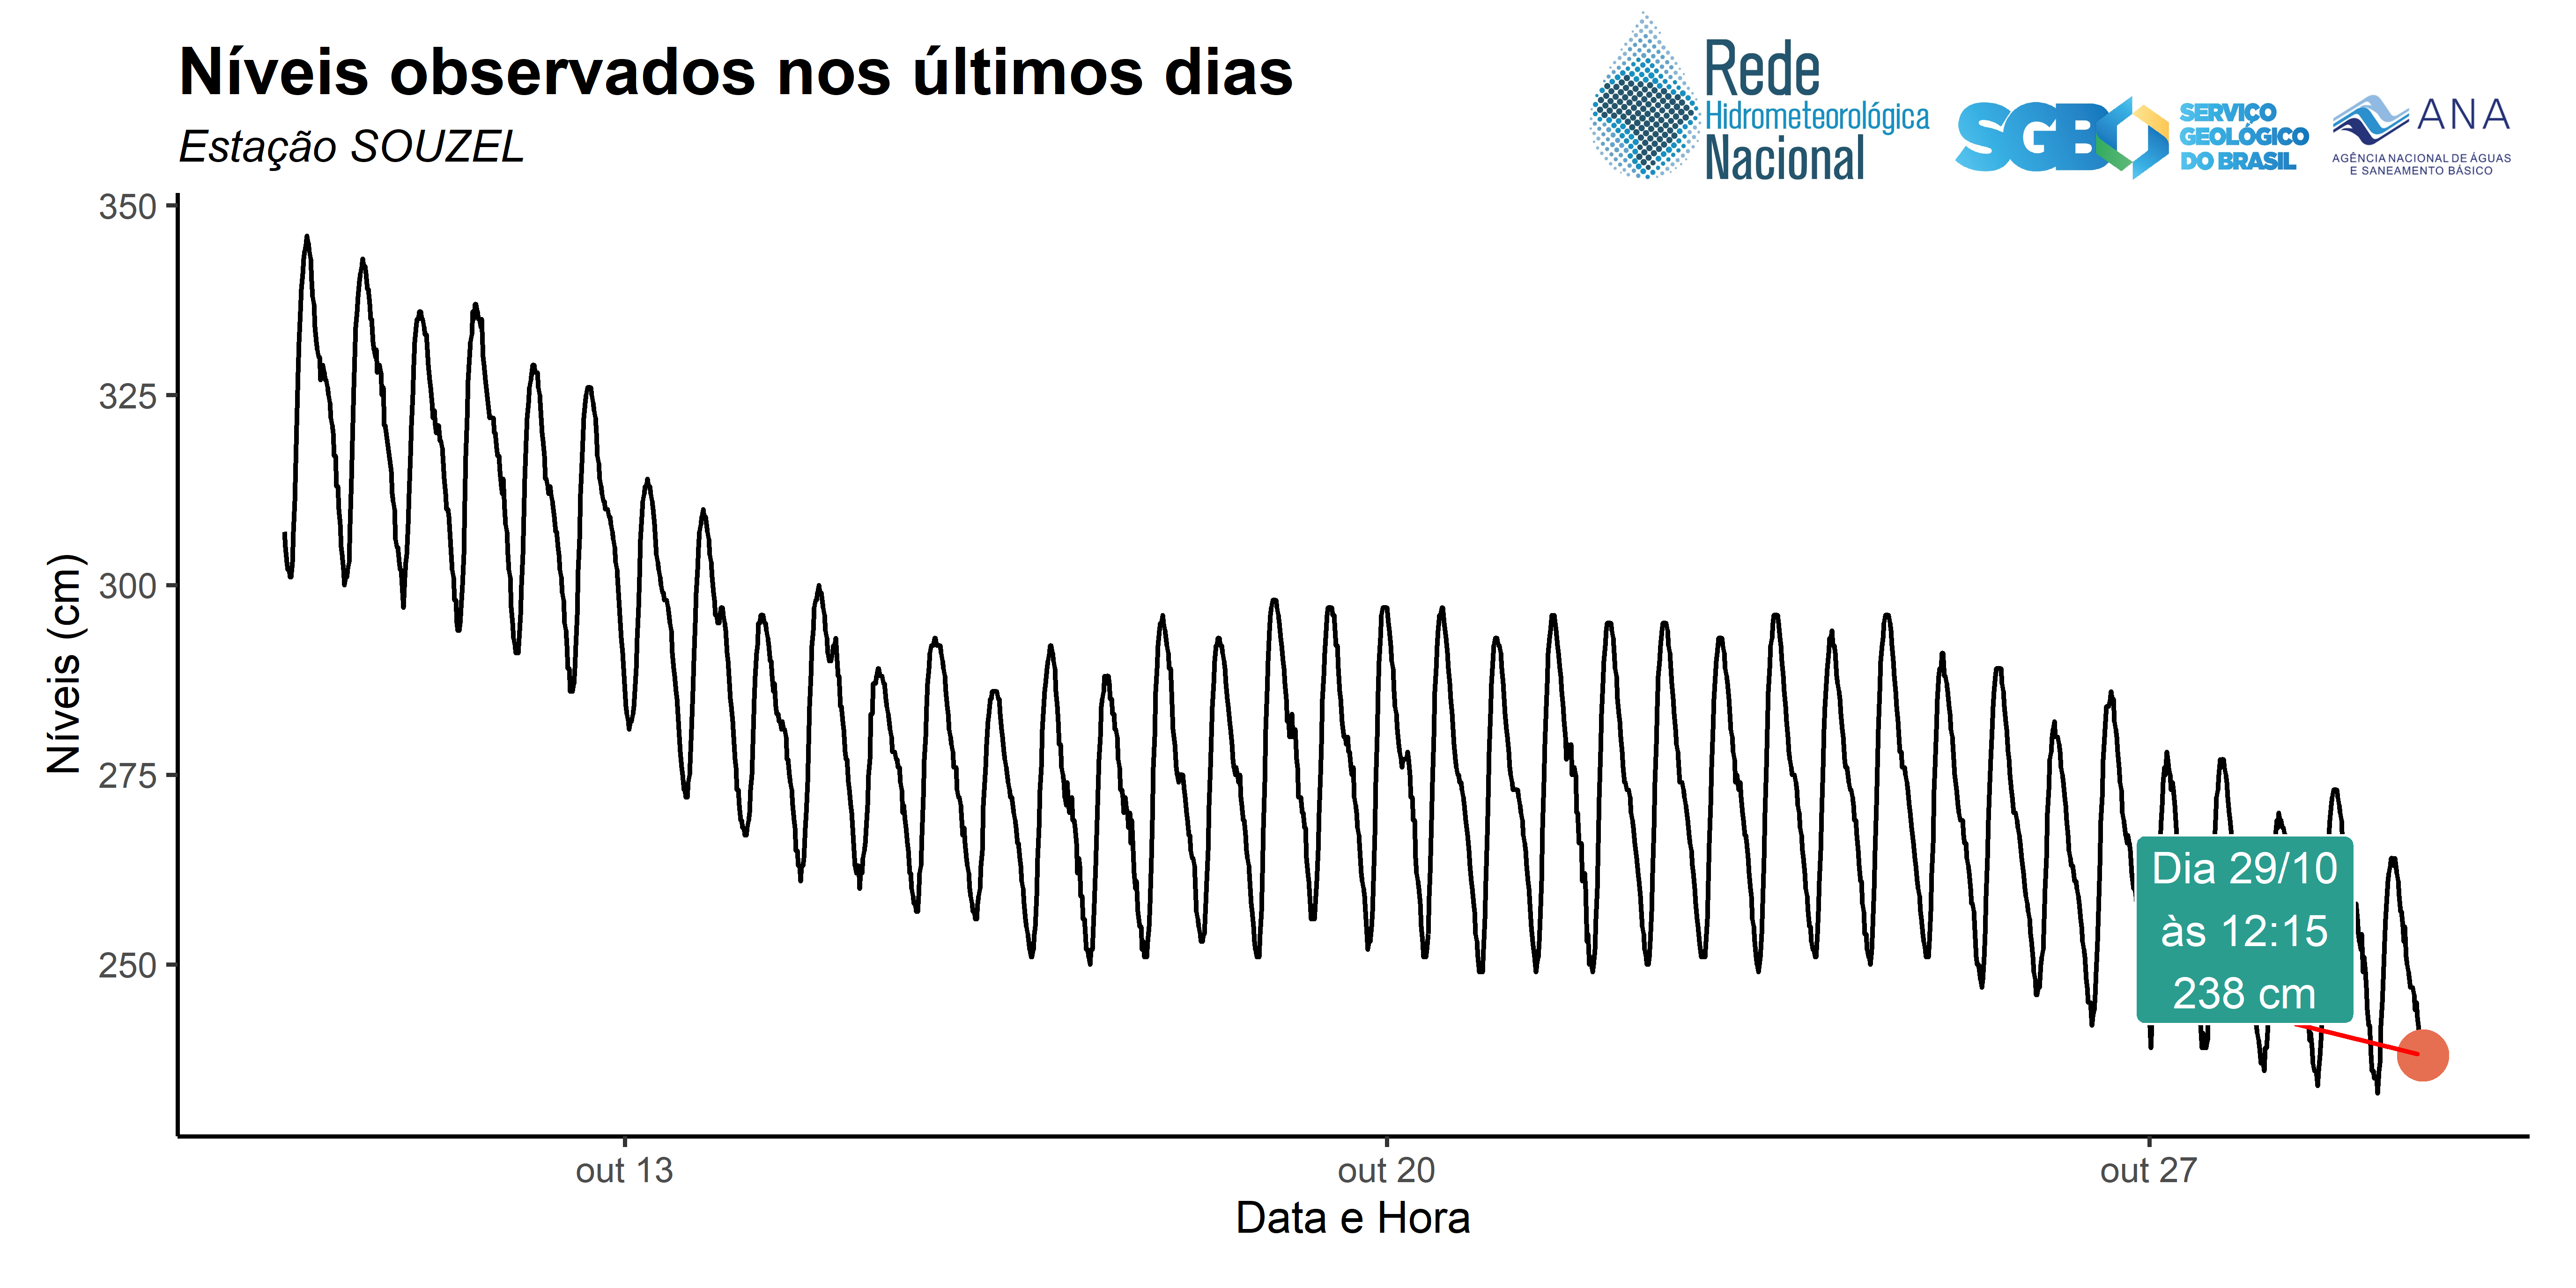 Níveis observados nos últimos dias
Estação SOUZEL
Rede
Hidrometeorológica
Nacional
SGB
SERVIÇO
GEOLÓGICO
DO BRASIL
ANA
AGÊNCIA NACIONAL DE ÁGUAS
E SANEAMENTO BÁSICO
350
325
300
275
250
Níveis (cm)
Dia 29/10
às 12:15
238 cm
out 13
out 20
out 27
Data e Hora